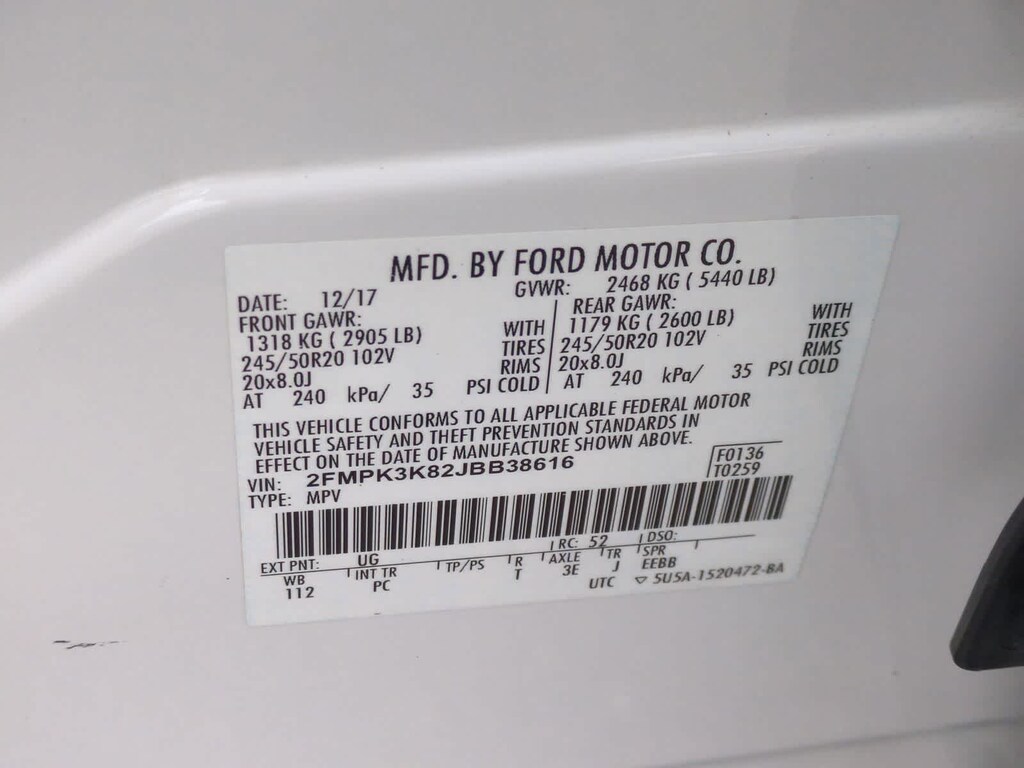 MFD. BY FORD MOTOR CO.
DATE: 12/17 GVWR: 2468 KG ( 5440 LB)
FRONT GAWR: REAR GAWR:
1318 KG ( 2905 LB) WITH 1179 KG ( 2600 LB) WITH
245/50R20 102V TIRES 245/50R20 102V TIRES
20x8.0J RIMS 20x8.0J RIMS
AT 240 kPa/ 35 PSI COLD AT 240 kPa/ 35 PSI COLD
THIS VEHICLE CONFORMS TO ALL APPLICABLE FEDERAL MOTOR
VEHICLE SAFETY AND THEFT PREVENTION STANDARDS IN
EFFECT ON THE DATE OF MANUFACTURE SHOWN ABOVE.
VIN: 2FMPK3K82JBB38616 F0136
TYPE: MPV T0259
EXT PNT: UG RC: 52 DSO:
WB INT TR TP/PS R AXLE TR SPR
112 PC T 3E J EEBB
UTC ▽ 5U5A-1520472-BA